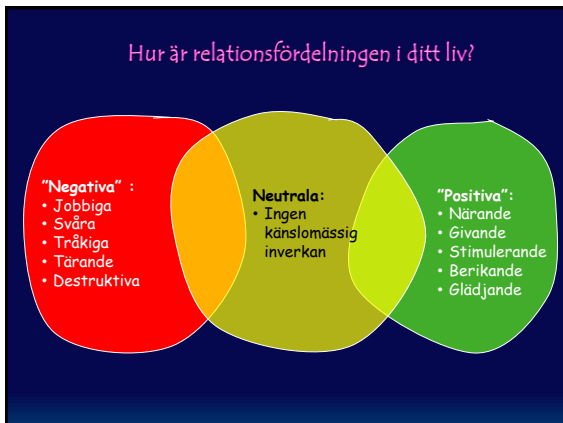 Hur är relationsfördelningen i ditt liv?
"Negativa" :
• Jobbiga
• Svåra
• Tråkiga
• Tärande
• Destruktiva
Neutrala:
• Ingen
känslomässig
inverkan
"Positiva":
• Närande
• Givande
• Stimulerande
• Berikande
• Glädjande